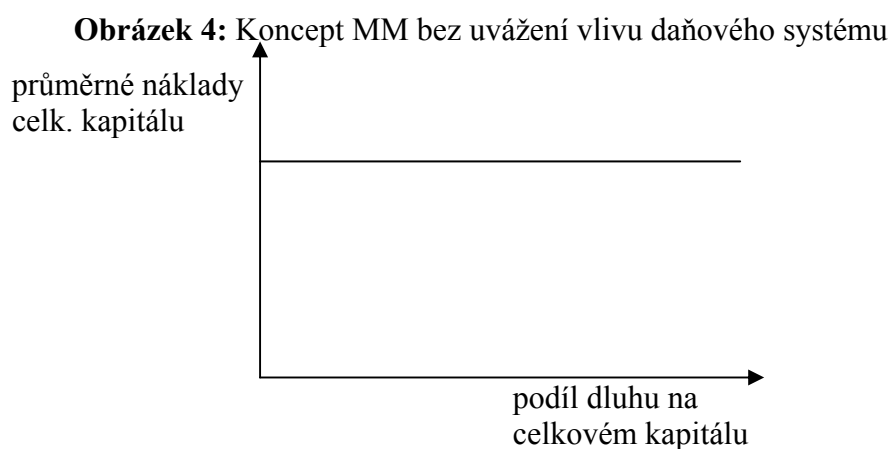 Obrázek 4: Koncept MM bez uvážení vlivu daňového systému
průměrné náklady
celk. kapitálu
podíl dluhu na
celkovém kapitálu